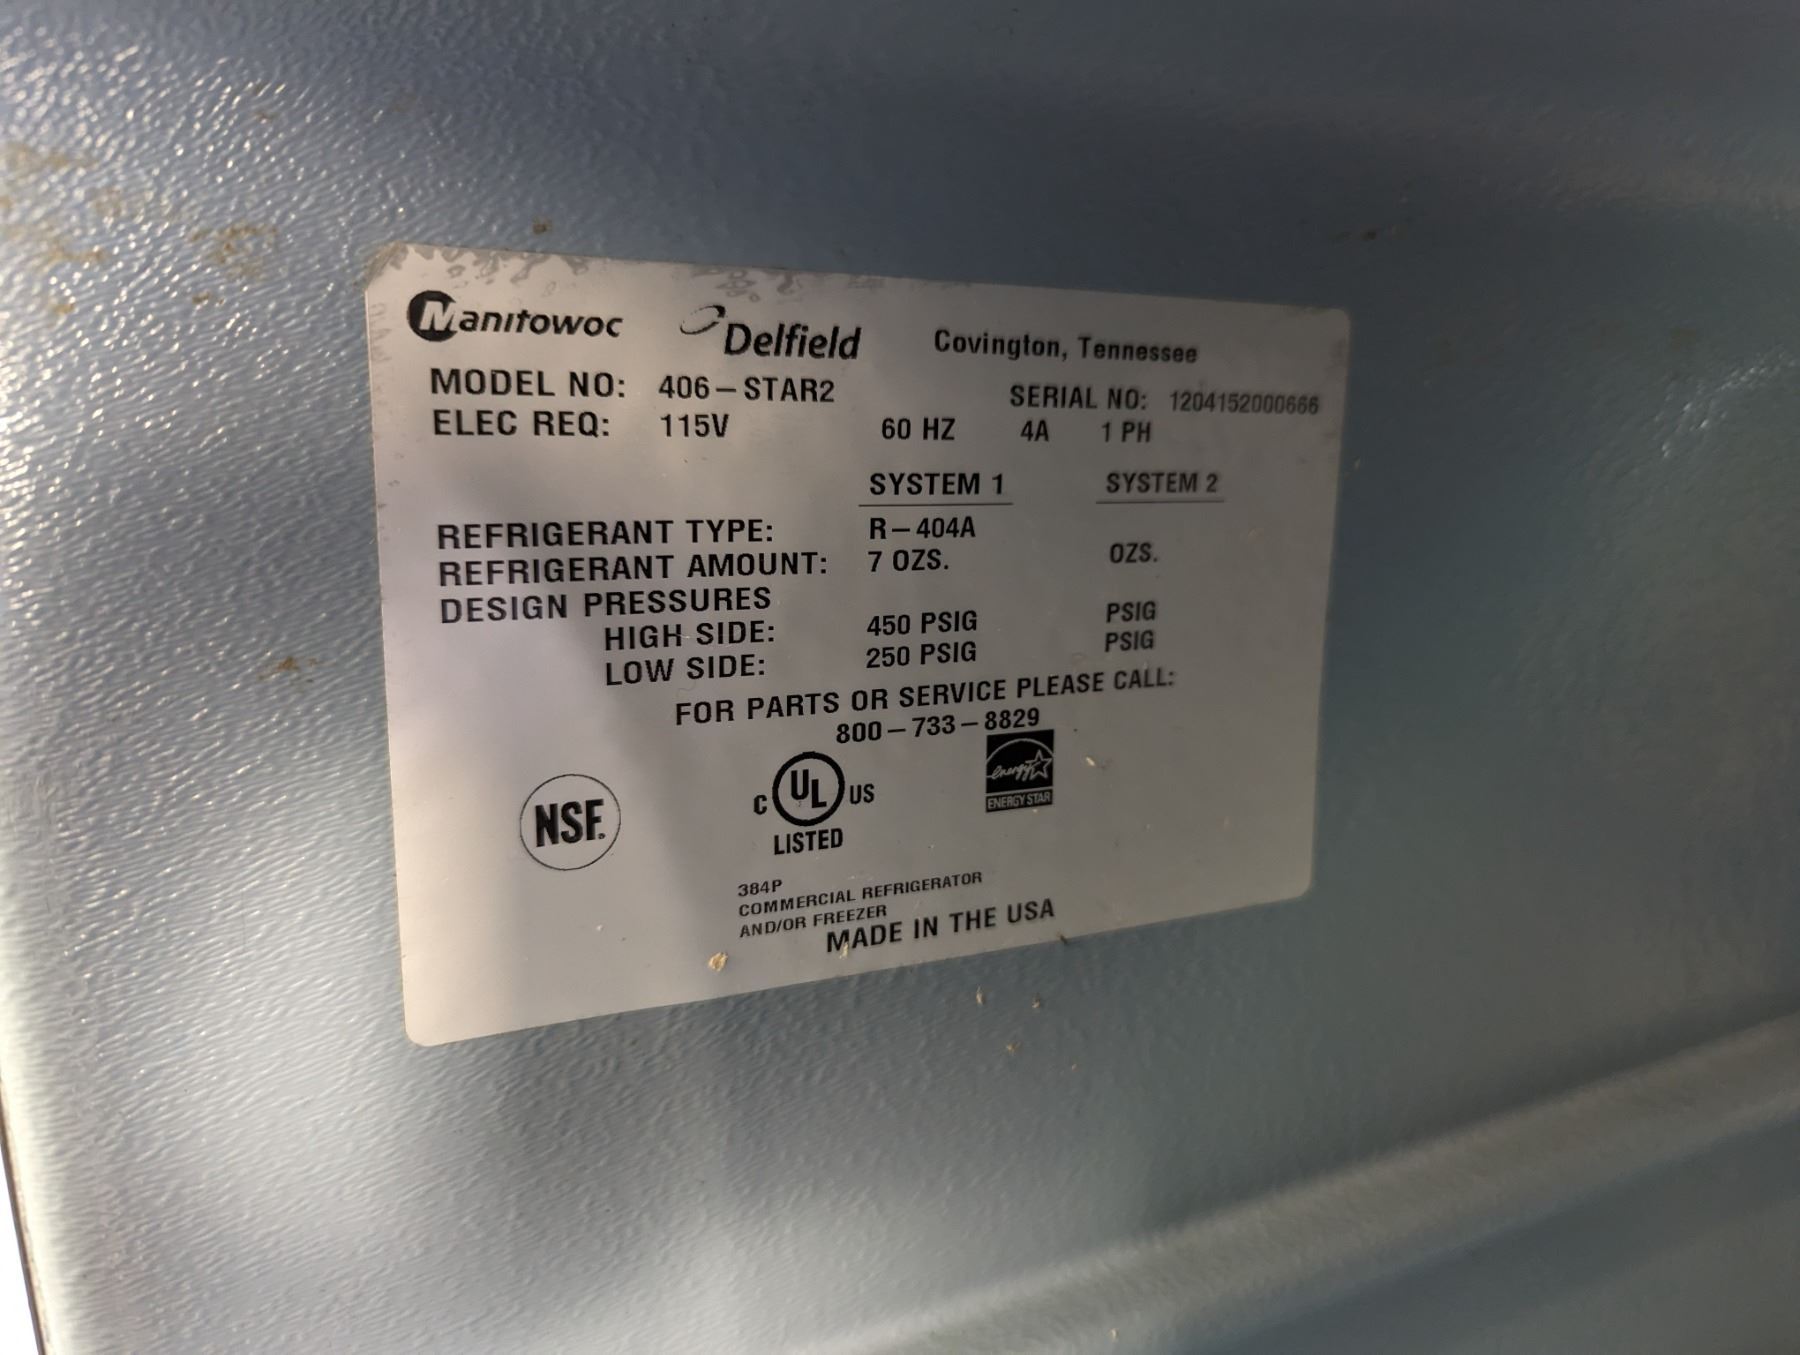 Manitowoc Delfield Covington, Tennessee
MODEL NO: 406-STAR2 SERIAL NO: 1204152000666
ELEC REQ: 115V 60 HZ 4A 1 PH
SYSTEM 1 SYSTEM 2
REFRIGERANT TYPE: R-404A
REFRIGERANT AMOUNT: 7 OZS. OZS.
DESIGN PRESSURES
HIGH SIDE: 450 PSIG PSIG
LOW SIDE: 250 PSIG PSIG
FOR PARTS OR SERVICE PLEASE CALL:
800-733-8829
NSF.
C UL US
LISTED
energy
ENERGY STAR
384P
COMMERCIAL REFRIGERATOR
AND/OR FREEZER
MADE IN THE USA